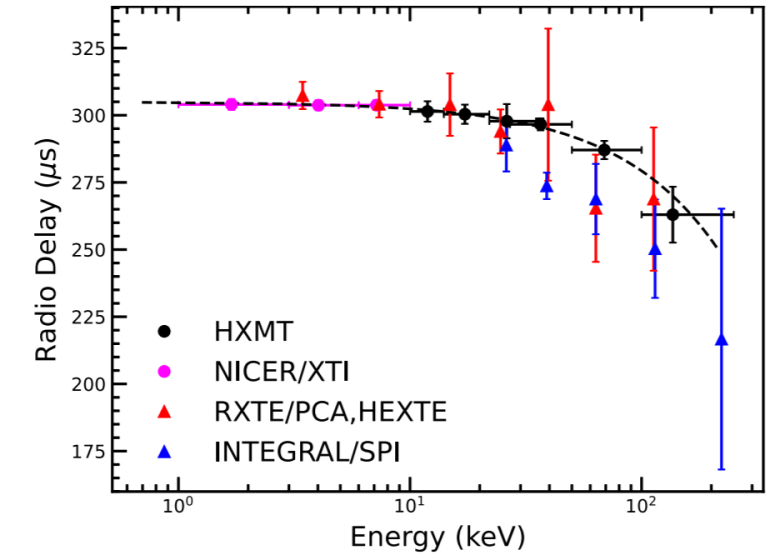 325
300
275
250
225
200
175
Radio Delay (μs)
HXMT
NICER/XTI
RXTE/PCA,HEXTE
INTEGRAL/SPI
10⁰ 10¹ 10²
Energy (keV)